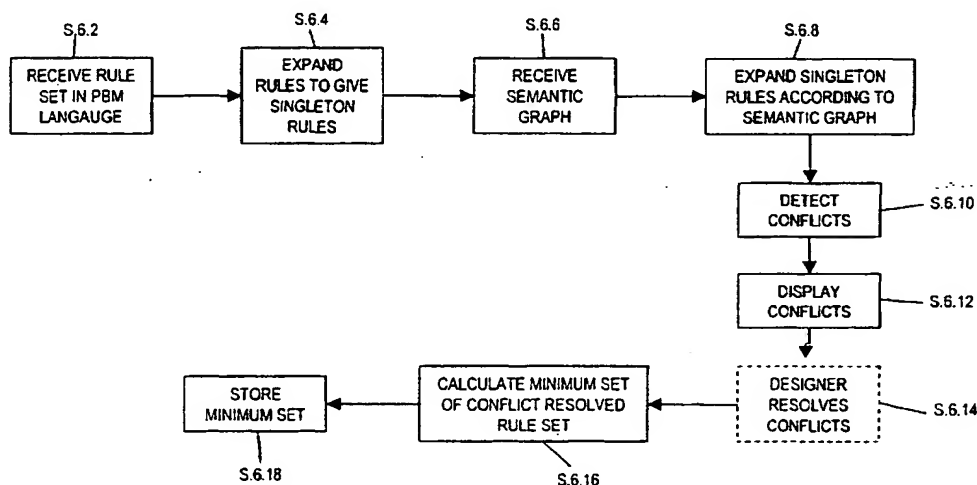 S.6.2
RECEIVE RULE
SET IN PBM
LANGAUGE
S.6.4
EXPAND
RULES TO GIVE
SINGLETON
RULES
S.6.6
RECEIVE
SEMANTIC
GRAPH
S.6.8
EXPAND SINGLETON
RULES ACCORDING TO
SEMANTIC GRAPH
DETECT
CONFLICTS
S.6.10
DISPLAY
CONFLICTS
S.6.12
DESIGNER
RESOLVES
CONFLICTS
S.6.14
CALCULATE MINIMUM SET
OF CONFLICT RESOLVED
RULE SET
S.6.16
STORE
MINIMUM SET
S.6.18